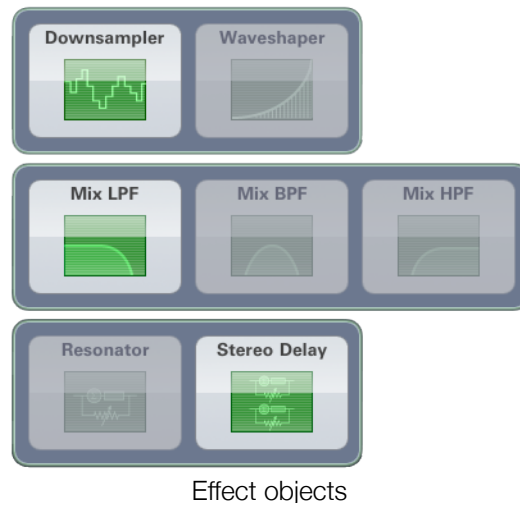 Downsampler Waveshaper
Mix LPF Mix BPF Mix HPF
Resonator Stereo Delay
Effect objects